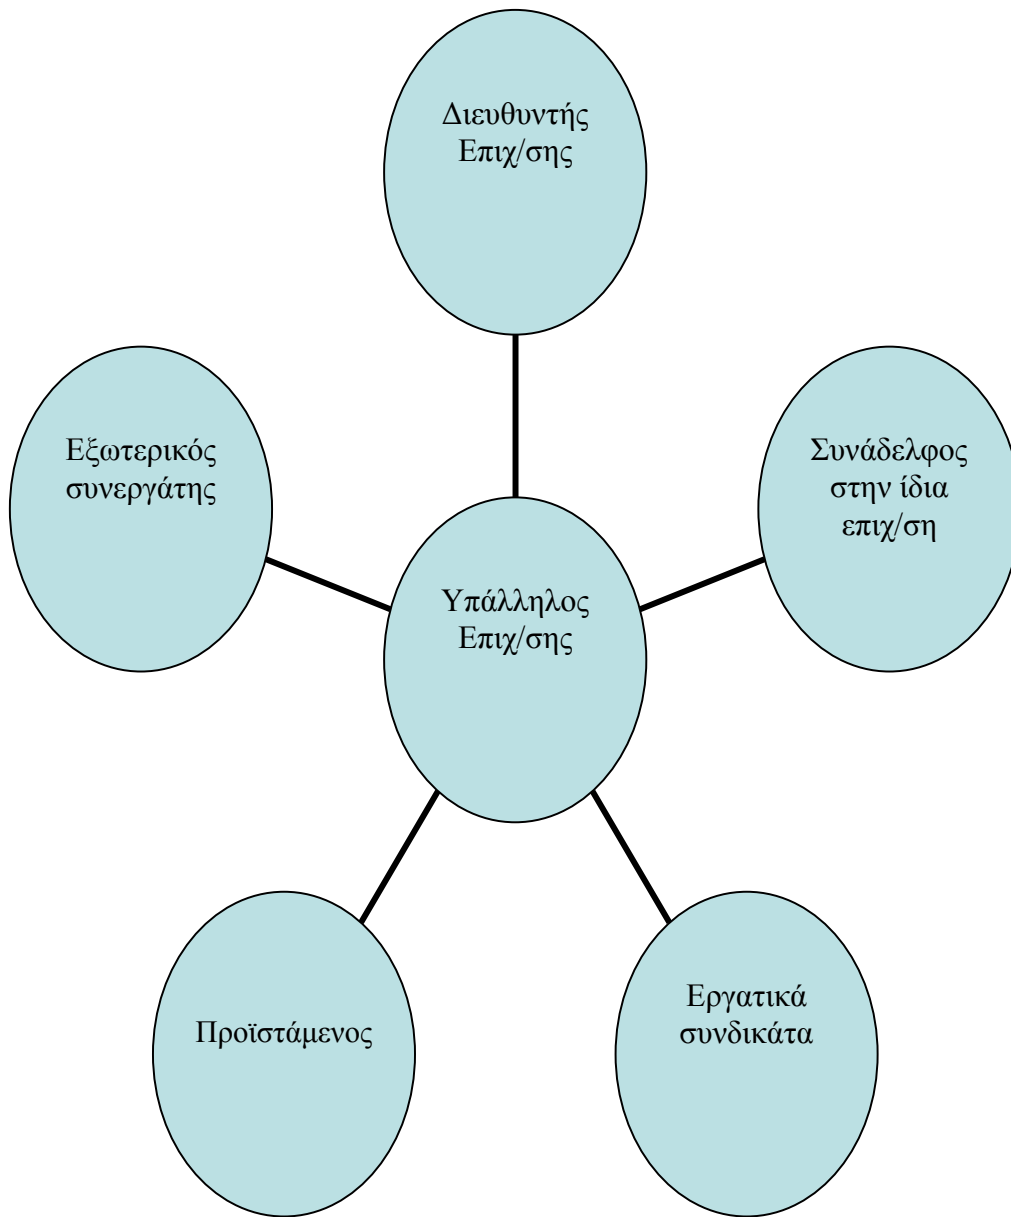 Διευθυντής
Επιχ/σης
Εξωτερικός
συνεργάτης
Συνάδελφος
στην ίδια
επιχ/ση
Υπάλληλος
Επιχ/σης
Προϊστάμενος
Εργατικά
συνδικάτα